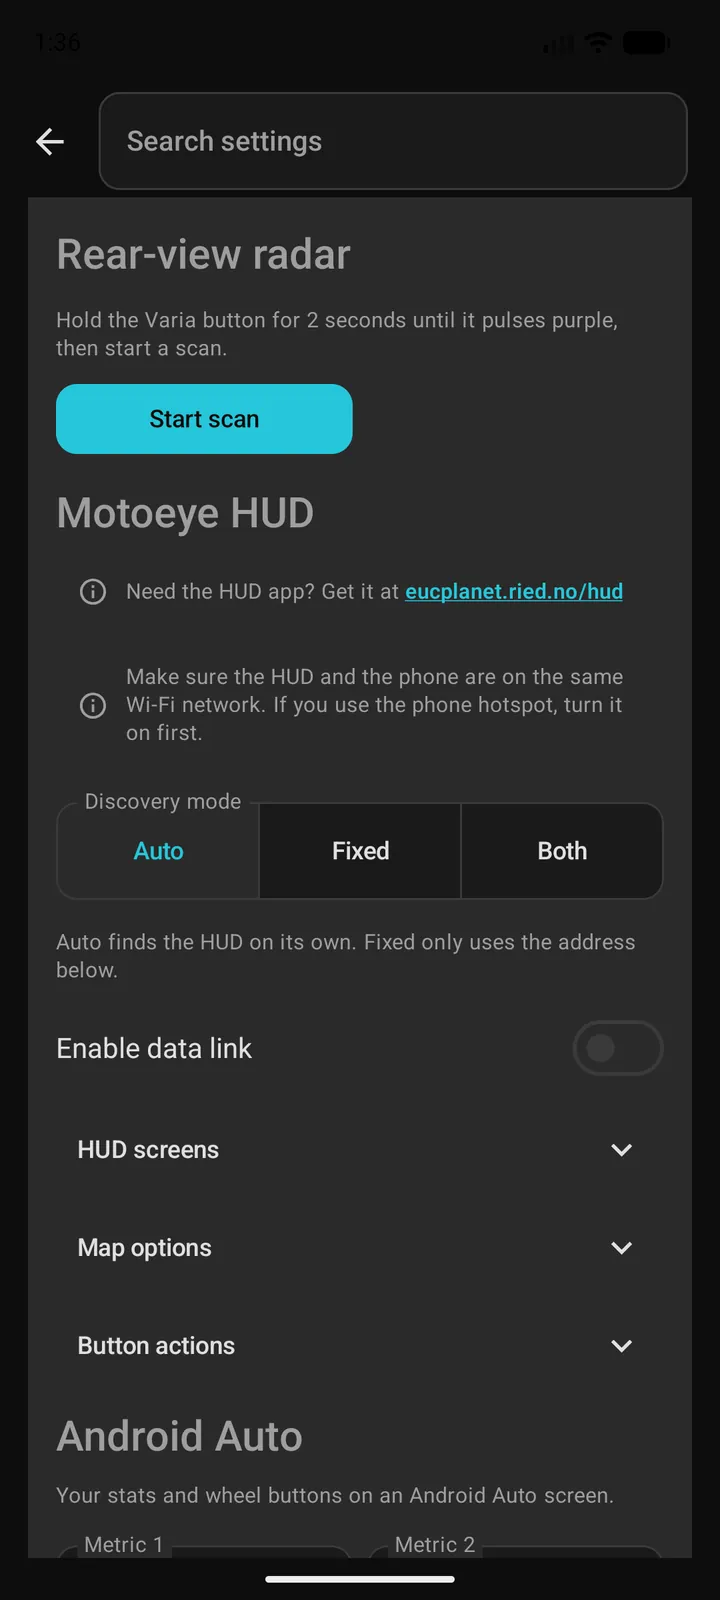 1:36
Search settings
Rear-view radar
Hold the Varia button for 2 seconds until it pulses purple,
then start a scan.
Start scan
Motoeye HUD
Need the HUD app? Get it at eucplanet.ried.no/hud
Make sure the HUD and the phone are on the same
Wi-Fi network. If you use the phone hotspot, turn it
on first.
Discovery mode
Auto
Fixed
Both
Auto finds the HUD on its own. Fixed only uses the address
below.
Enable data link
HUD screens
Map options
Button actions
Android Auto
Your stats and wheel buttons on an Android Auto screen.
Metric 1
Metric 2